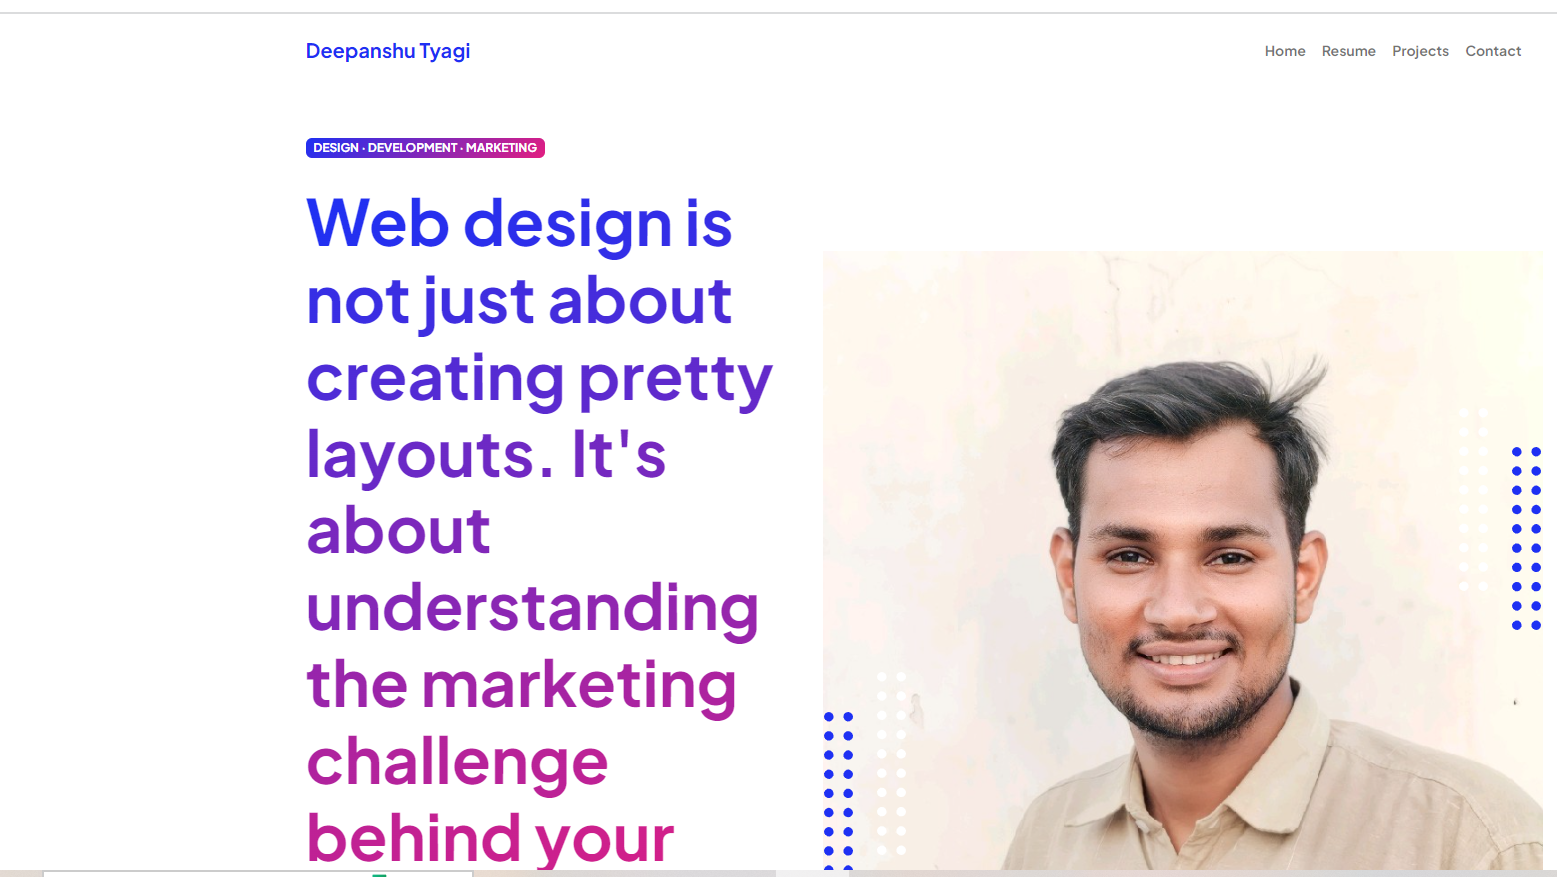 Deepanshu Tyagi
Home Resume Projects Contact
DESIGN · DEVELOPMENT · MARKETING
Web design is
not just about
creating pretty
layouts. It's
about
understanding
the marketing
challenge
behind your